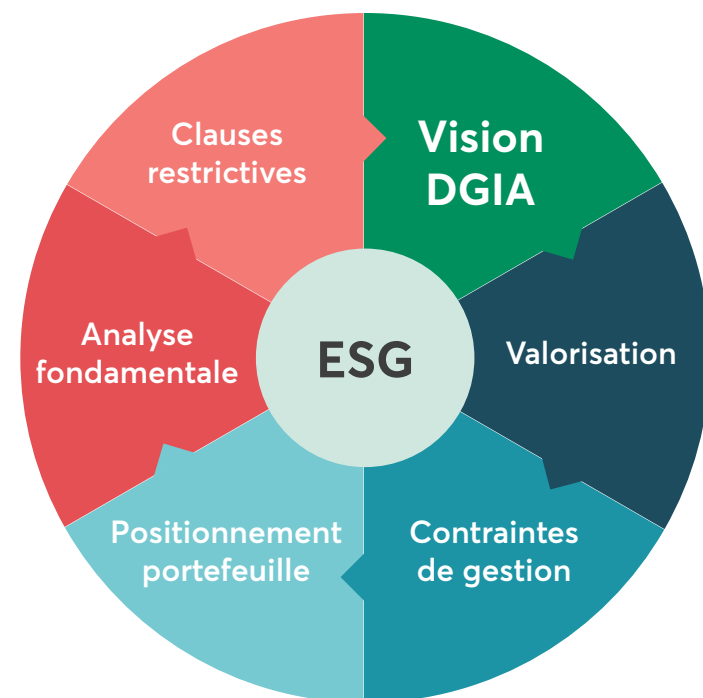 Clauses
restrictives
Vision
DGIA
Analyse
fondamentale
ESG
Valorisation
Positionnement
portefeuille
Contraintes
de gestion